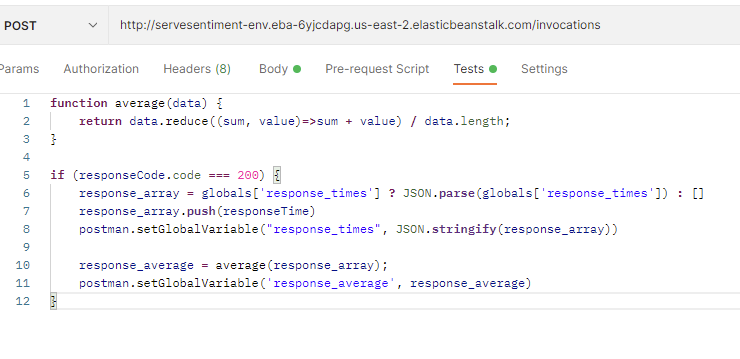 POST http://servesentiment-env.eba-6yjcdapg.us-east-2.elasticbeanstalk.com/invocations
Params Authorization Headers (8) Body Pre-request Script Tests Settings
1 function average(data) {
2 return data.reduce((sum, value)=>sum + value) / data.length;
3 }
4
5 if (responseCode.code === 200) {
6 response_array = globals['response_times'] ? JSON.parse(globals['response_times']) : []
7 response_array.push(responseTime)
8 postman.setGlobalVariable("response_times", JSON.stringify(response_array))
9
10 response_average = average(response_array);
11 postman.setGlobalVariable('response_average', response_average)
12 }